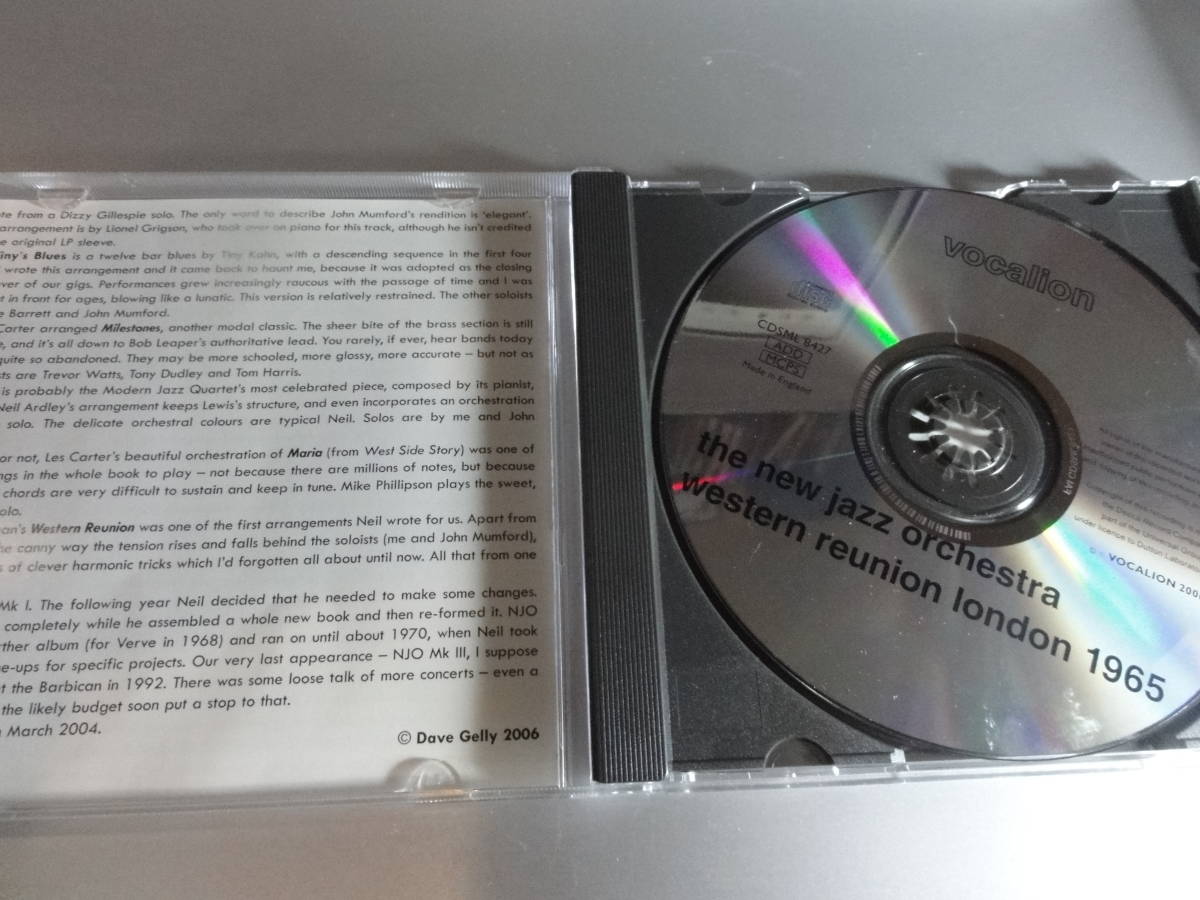 te from a Dizzy Gillespie solo. The only word to describe John Mumford's rendition is 'elegant'.
arrangement is by Lionel Grigson, who took over on piano for this track, although he isn't credited
e original LP sleeve.
iny's Blues is a twelve bar blues by Tiny Kahn, with a descending sequence in the first four
wrote this arrangement and it came back to haunt me, because it was adopted as the closing
ver of our gigs. Performances grew increasingly raucous with the passage of time and I was
t in front for ages, blowing like a lunatic. This version is relatively restrained. The other soloists
e Barrett and John Mumford.
Carter arranged Milestones, another modal classic. The sheer bite of the brass section is still
e, and it's all down to Bob Leaper's authoritative lead. You rarely, if ever, hear bands today
quite so abandoned. They may be more schooled, more glossy, more accurate – but not as
sts are Trevor Watts, Tony Dudley and Tom Harris.
is probably the Modern Jazz Quartet's most celebrated piece, composed by its pianist,
Neil Ardley's arrangement keeps Lewis's structure, and even incorporates an orchestration
solo. The delicate orchestral colours are typical Neil. Solos are by me and John
or not, Les Carter's beautiful orchestration of Maria (from West Side Story) was one of
ngs in the whole book to play – not because there are millions of notes, but because
chords are very difficult to sustain and keep in tune. Mike Phillipson plays the sweet,
olo.
an's Western Reunion was one of the first arrangements Neil wrote for us. Apart from
he canny way the tension rises and falls behind the soloists (me and John Mumford),
s of clever harmonic tricks which I'd forgotten all about until now. All that from one
Mk I. The following year Neil decided that he needed to make some changes.
completely while he assembled a whole new book and then re-formed it. NJO
rther album (for Verve in 1968) and ran on until about 1970, when Neil took
e-ups for specific projects. Our very last appearance – NJO Mk III, I suppose
t the Barbican in 1992. There was some loose talk of more concerts – even a
the likely budget soon put a stop to that.
March 2004.
© Dave Gelly 2006
vocalion
CDSML 8427
ADD
MCPS
Made in England
the new jazz orchestra
western reunion london 1965
VOCALION 200